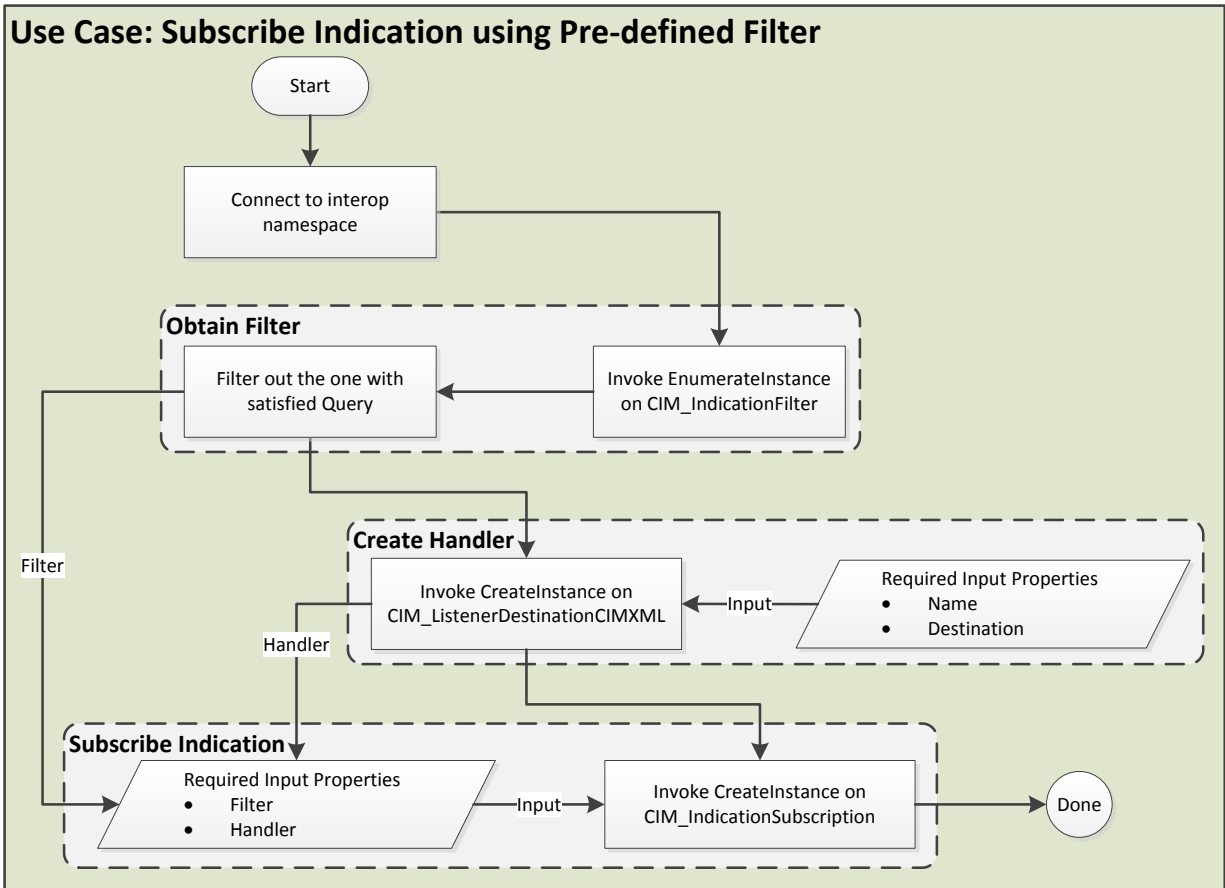 Use Case: Subscribe Indication using Pre-defined Filter
Start
Connect to interop
namespace
Obtain Filter
Filter out the one with
satisfied Query
Invoke EnumerateInstance
on CIM_IndicationFilter
Create Handler
Filter
Invoke CreateInstance on
CIM_ListenerDestinationCIMXML
Input
Required Input Properties
• Name
• Destination
Handler
Subscribe Indication
Required Input Properties
• Filter
• Handler
Input
Invoke CreateInstance on
CIM_IndicationSubscription
Done